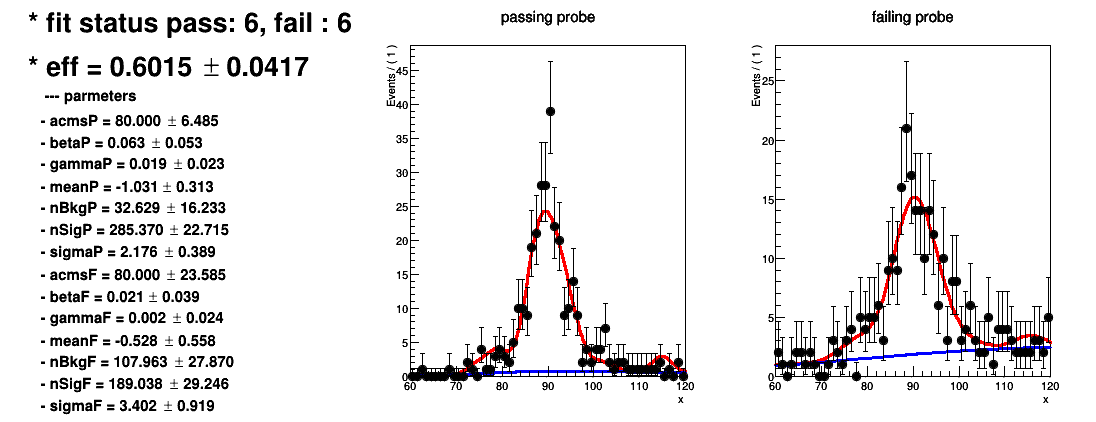 * fit status pass: 6, fail : 6
* eff = 0.6015 ± 0.0417
--- parmeters
- acmsP = 80.000 ± 6.485
- betaP = 0.063 ± 0.053
- gammaP = 0.019 ± 0.023
- meanP = -1.031 ± 0.313
- nBkgP = 32.629 ± 16.233
- nSigP = 285.370 ± 22.715
- sigmaP = 2.176 ± 0.389
- acmsF = 80.000 ± 23.585
- betaF = 0.021 ± 0.039
- gammaF = 0.002 ± 0.024
- meanF = -0.528 ± 0.558
- nBkgF = 107.963 ± 27.870
- nSigF = 189.038 ± 29.246
- sigmaF = 3.402 ± 0.919
passing probe
Events / ( 1 )
45
40
35
30
25
20
15
10
5
0
60 70 80 90 100 110 120
x
failing probe
Events / ( 1 )
25
20
15
10
5
0
60 70 80 90 100 110 120
x